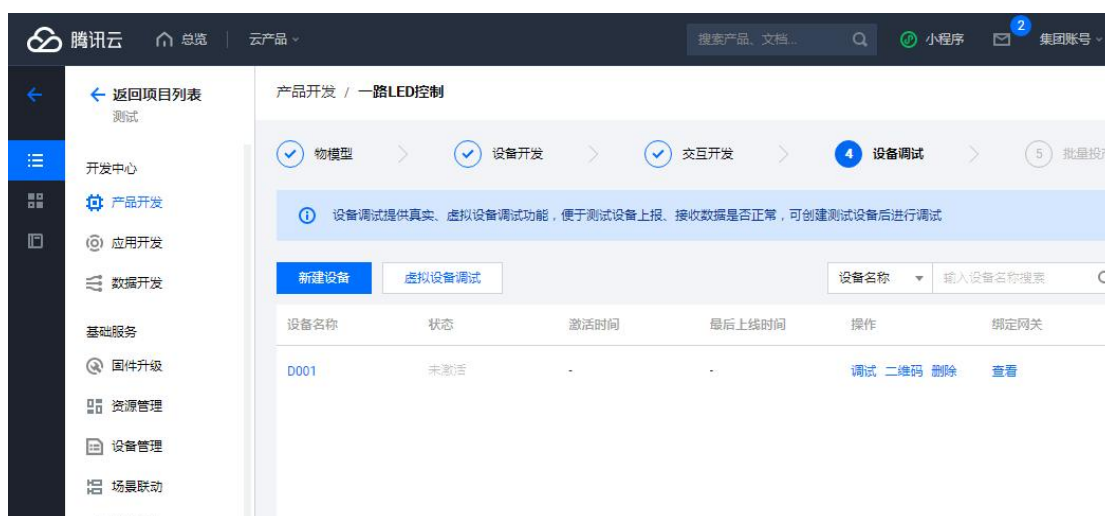 腾讯云 总览 云产品 搜索产品、文档... 小程序 2 集团账号
返回项目列表
测试
产品开发 / 一路LED控制
物模型 设备开发 交互开发 4 设备调试 5 批量投产
开发中心
产品开发
应用开发
数据开发
基础服务
固件升级
资源管理
设备管理
场景联动
设备调试提供真实、虚拟设备调试功能，便于测试设备上报、接收数据是否正常，可创建测试设备后进行调试
新建设备 虚拟设备调试 设备名称 输入设备名称搜索
设备名称 状态 激活时间 最后上线时间 操作 绑定网关
D001 未激活 - - 调试 二维码 删除 查看